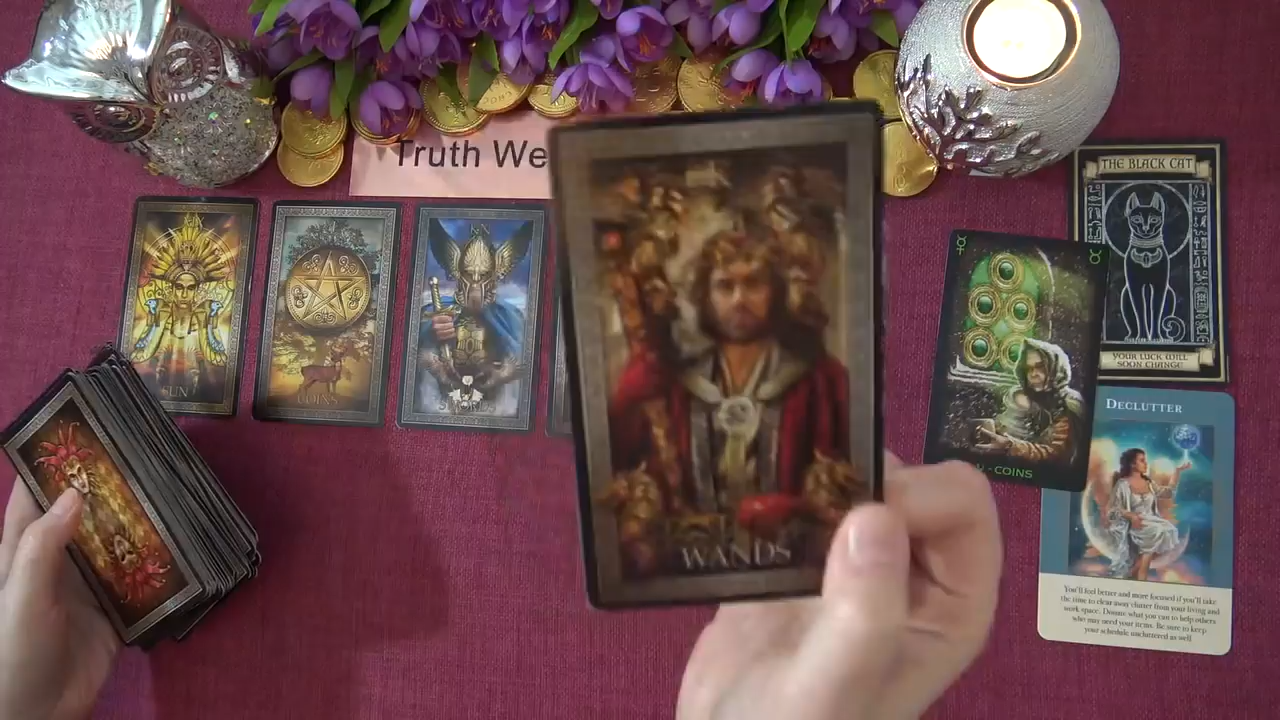 Truth We
THE BLACK CAT
YOUR LUCK WILL
SOON CHANGE
SUN
COINS
SWORDS
WANDS
- COINS
DECLUTTER
You'll feel better and more focused if you'll take
the time to clear away clutter from your living and
work space. Donate what you can to help others
who may need your items. Be sure to keep
your schedule uncluttered as well